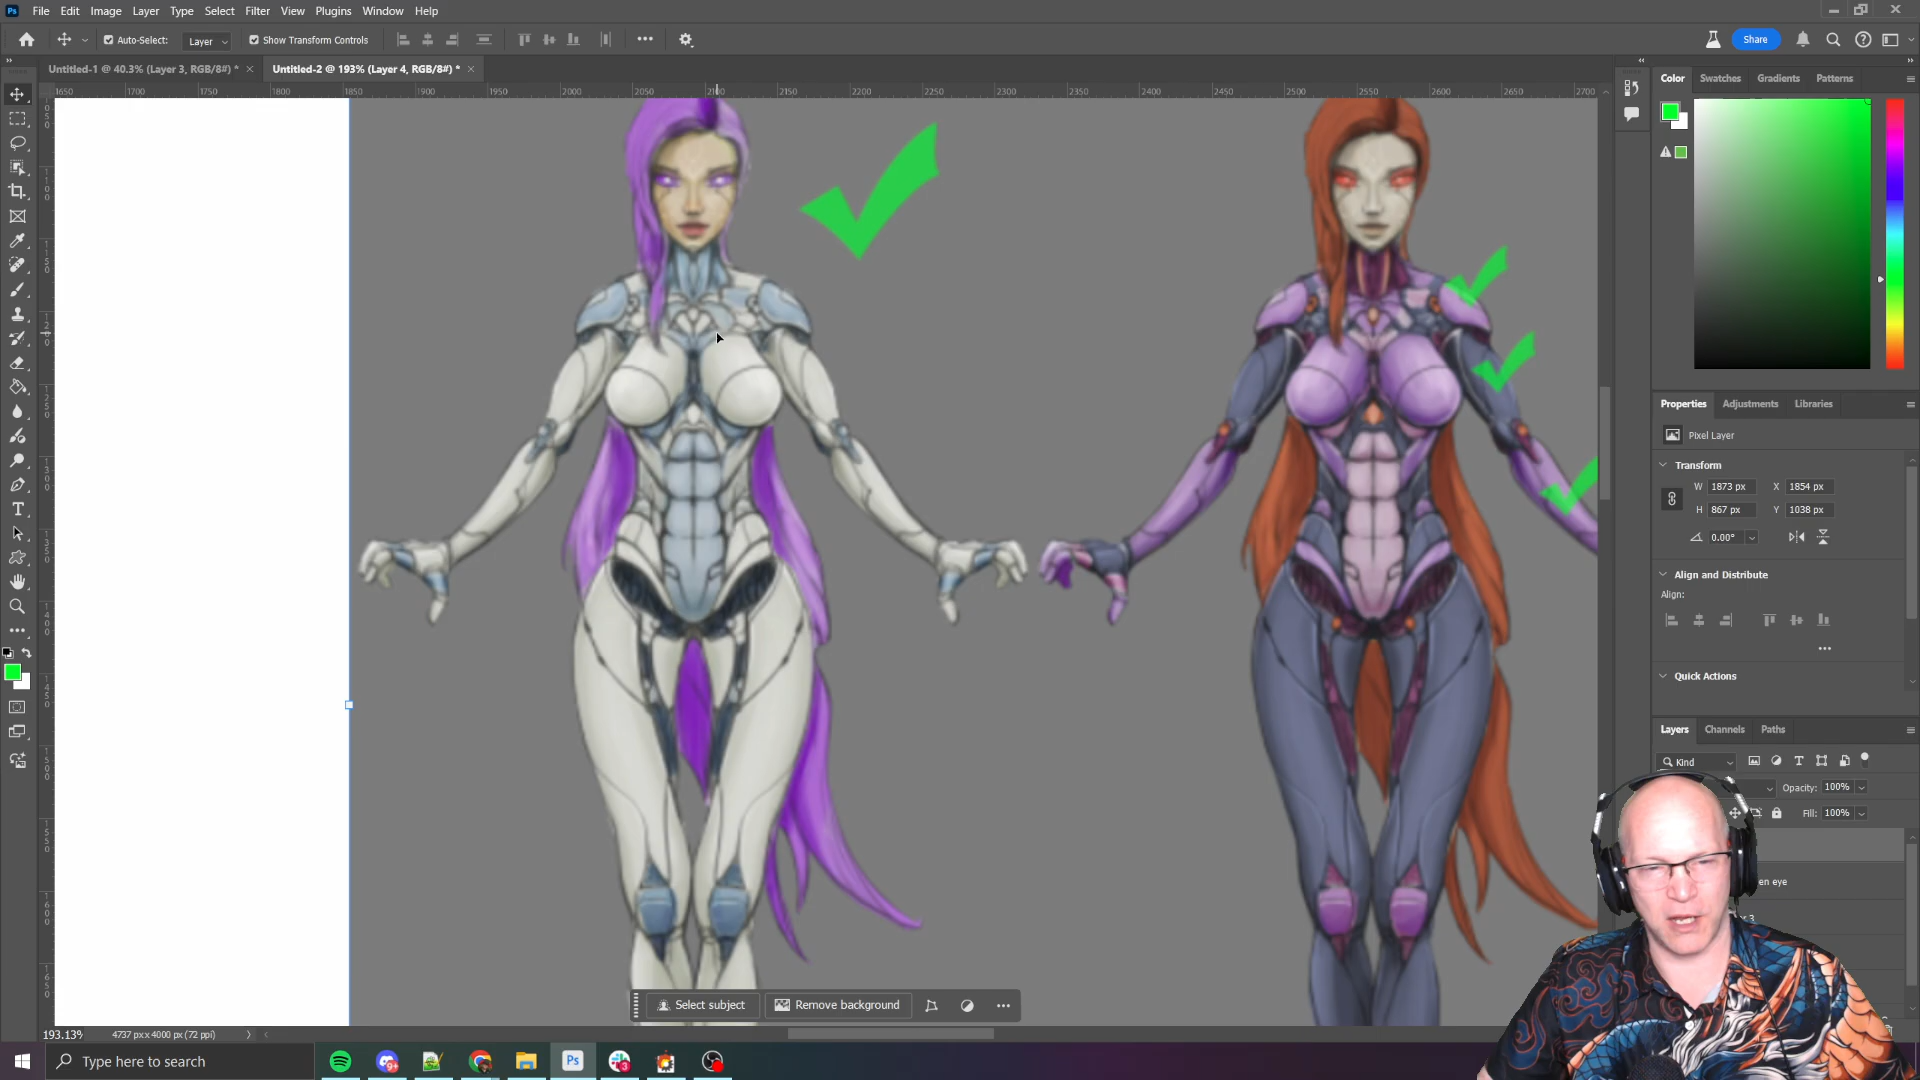 Ps File Edit Image Layer Type Select Filter View Plugins Window Help
Auto-Select: Layer Show Transform Controls Share
Untitled-1 @ 40.3% (Layer 3, RGB/8#) * × Untitled-2 @ 193% (Layer 4, RGB/8#) * ×
1650 1700 1750 1800 1850 1900 1950 2000 2050 2100 2150 2200 2250 2300 2350 2400 2450 2500 2550 2600 2650 2700
Color Swatches Gradients Patterns
Properties Adjustments Libraries
Pixel Layer
Transform
W 1873 px X 1854 px
H 867 px Y 1038 px
0.00°
Align and Distribute
Align:
Quick Actions
Layers Channels Paths
Kind
Opacity: 100%
Fill: 100%
en eye
Select subject Remove background
193.13% 4737 px x 4000 px (72 ppi)
Type here to search
9+ Ps 3